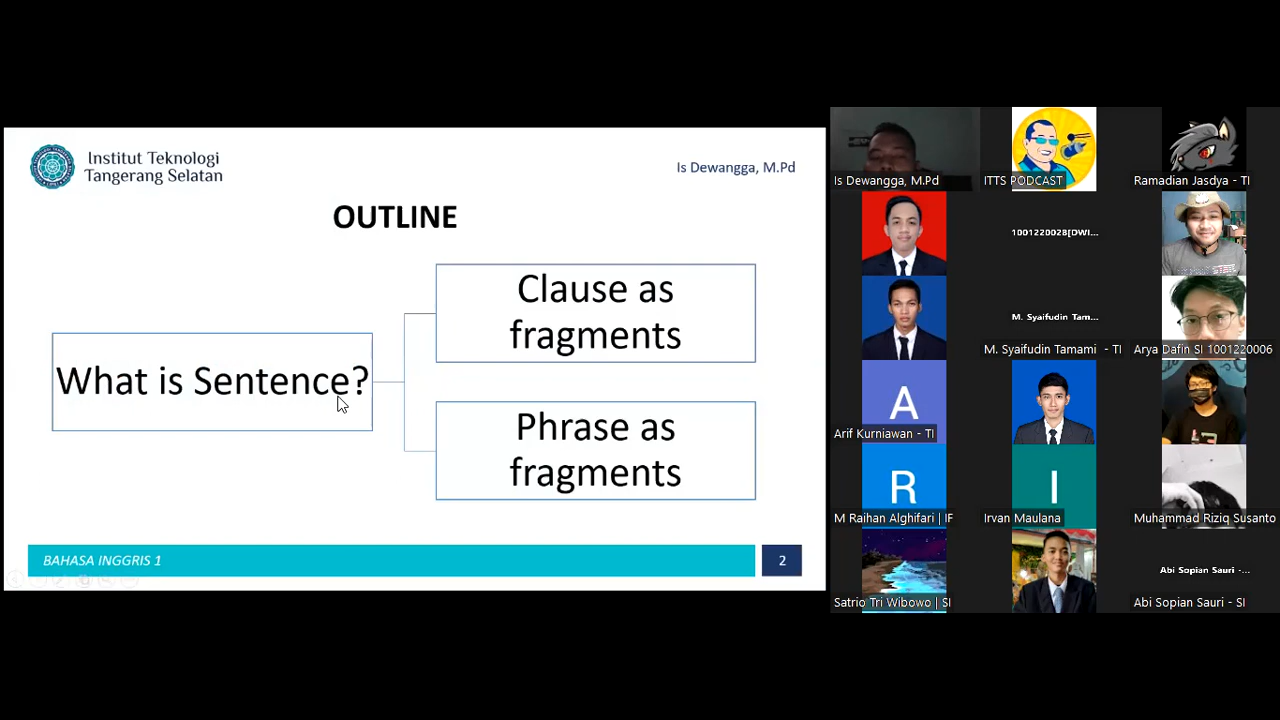 Institut Teknologi
Tangerang Selatan
Is Dewangga, M.Pd
OUTLINE
What is Sentence?
Clause as
fragments
Phrase as
fragments
BAHASA INGGRIS 1
2
Is Dewangga, M.Pd
ITTS PODCAST
Ramadian Jasdya - TI
1001220028[DWI...
M. Syaifudin Tam...
M. Syaifudin Tamami - TI
Arya Dafin SI 1001220006
A
Arif Kurniawan - TI
R
M Raihan Alghifari | IF
I
Irvan Maulana
Muhammad Riziq Susanto
Satrio Tri Wibowo | SI
Abi Sopian Sauri -...
Abi Sopian Sauri - SI